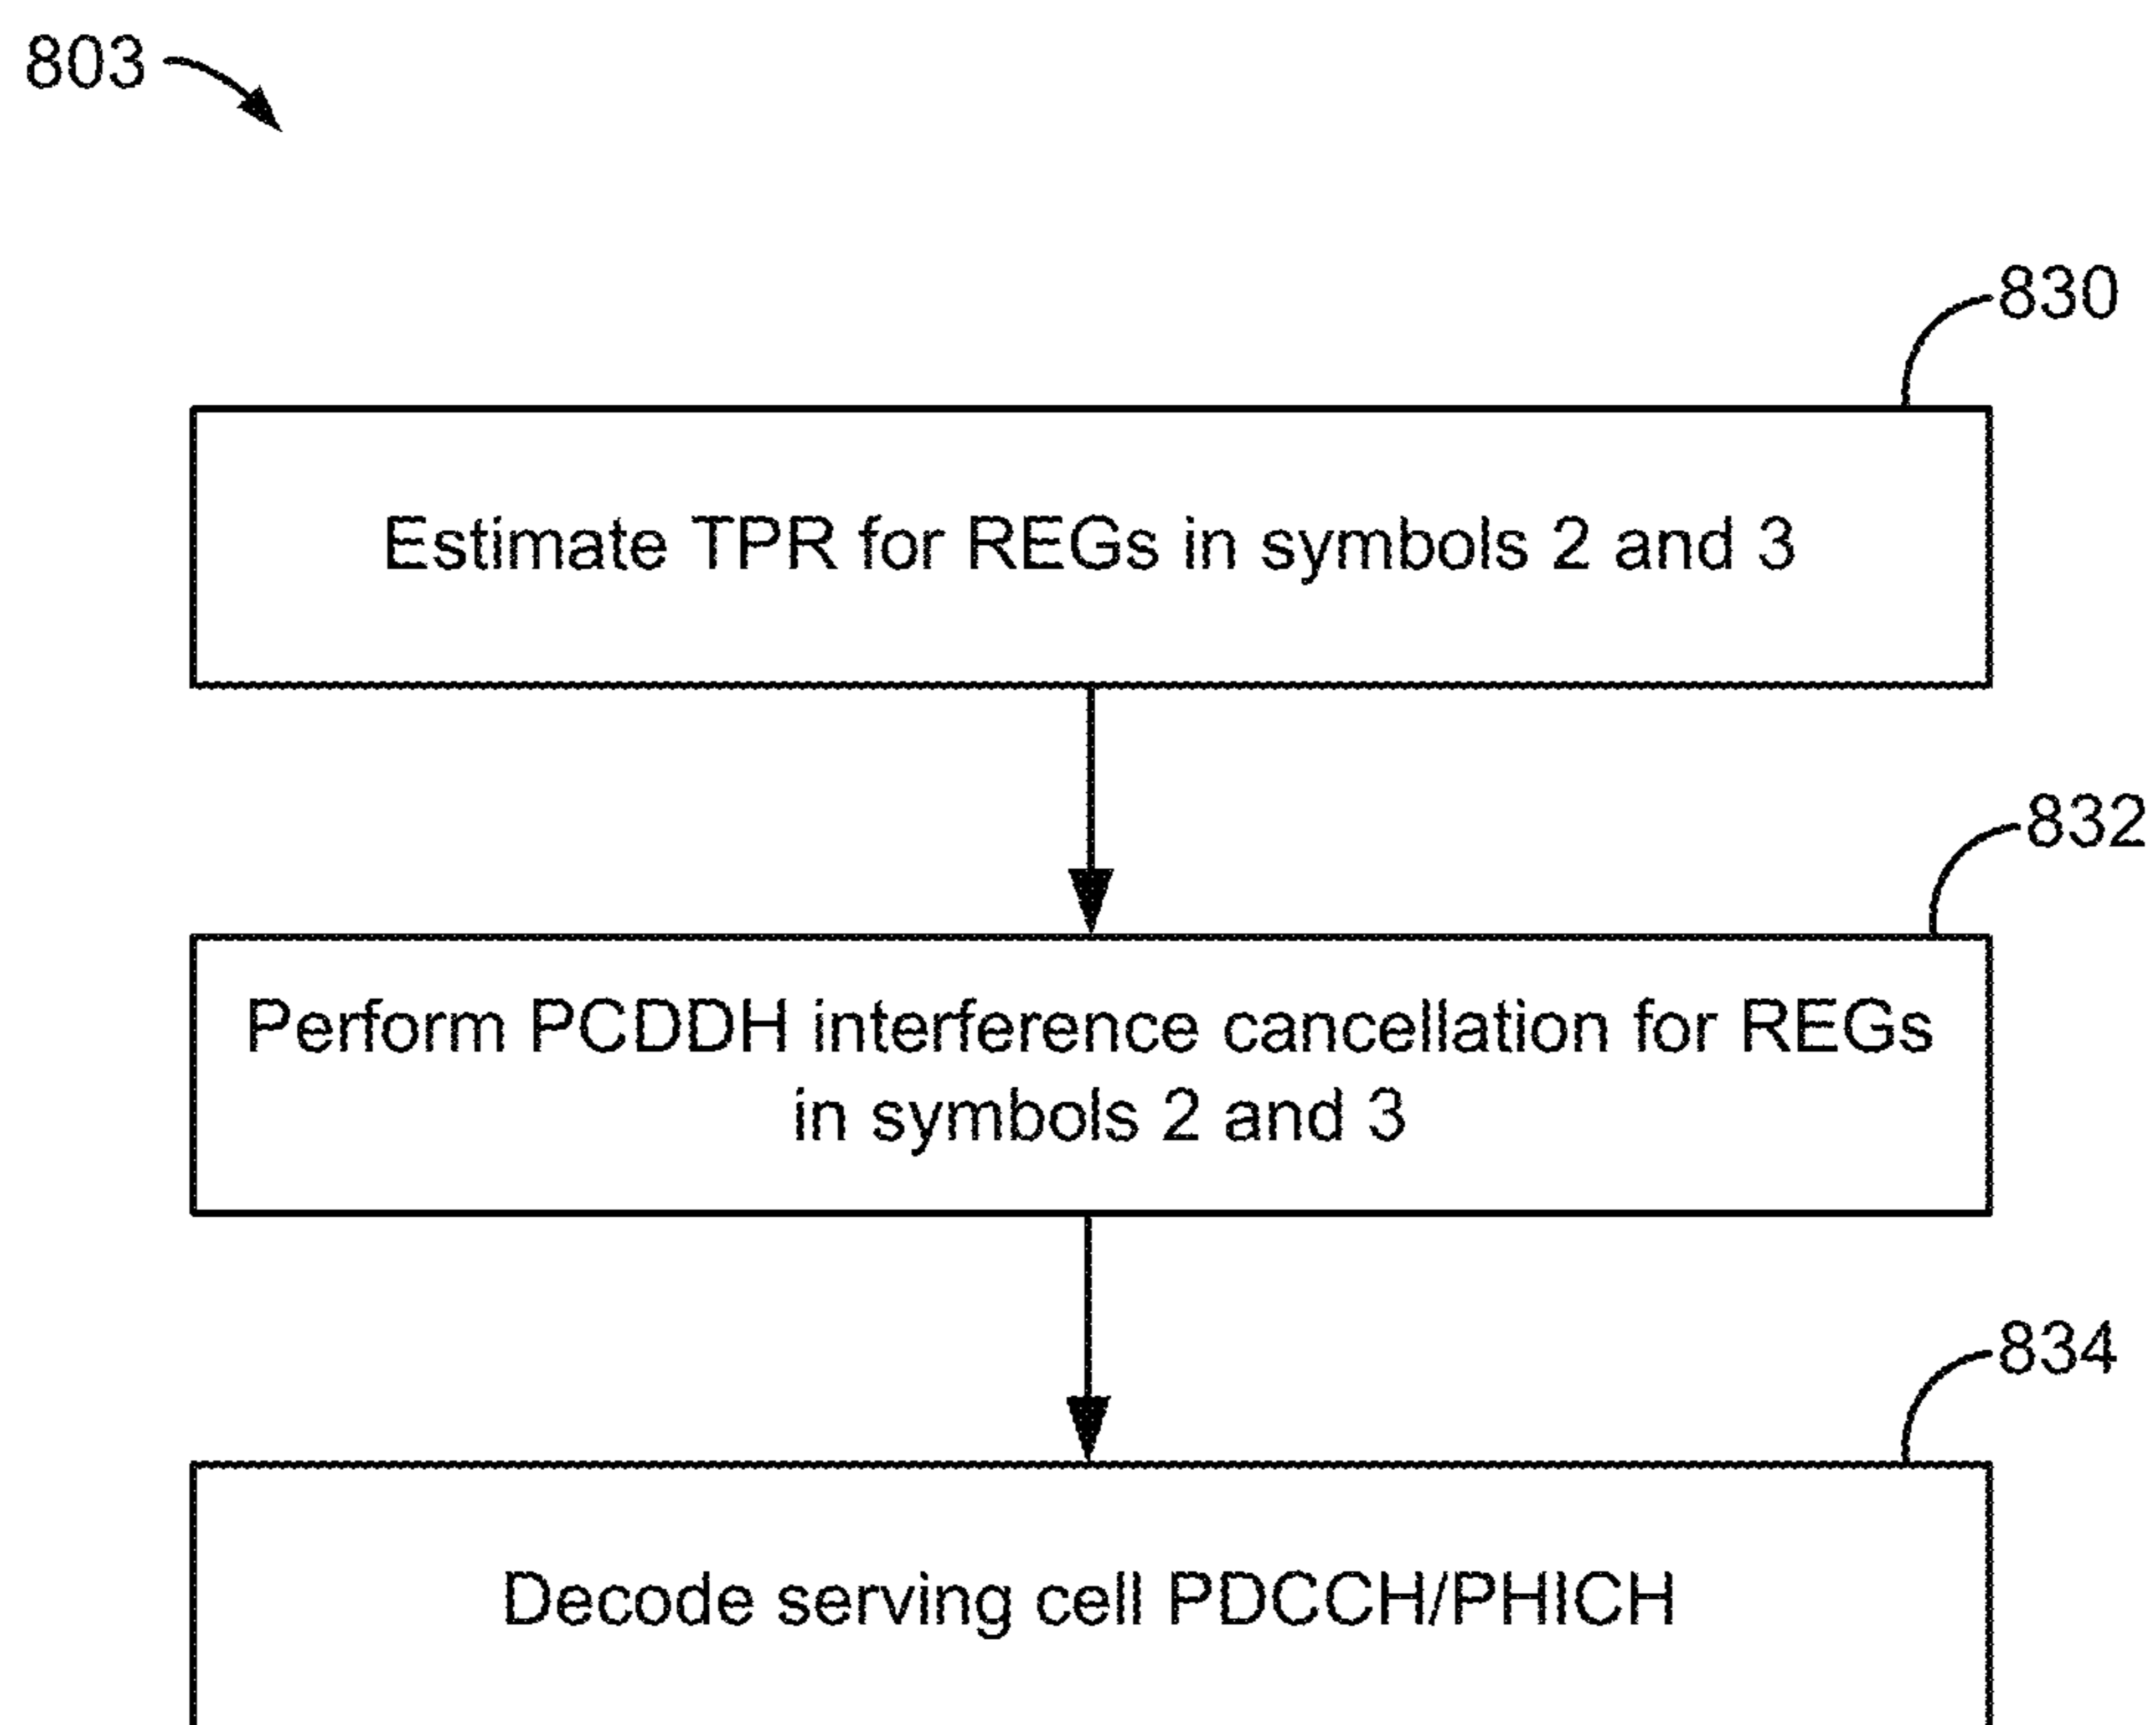 803
830
Estimate TPR for REGs in symbols 2 and 3
832
Perform PCDDH interference cancellation for REGs
in symbols 2 and 3
834
Decode serving cell PDCCH/PHICH